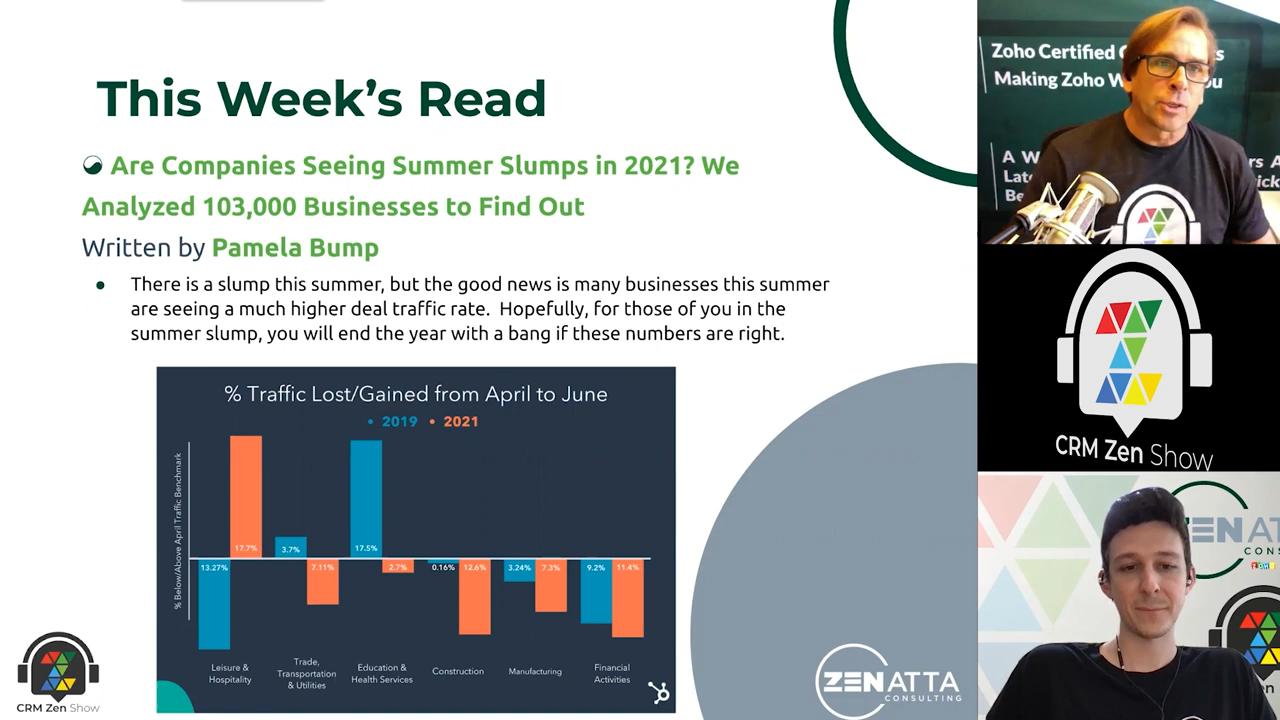 This Week's Read
Are Companies Seeing Summer Slumps in 2021? We
Analyzed 103,000 Businesses to Find Out
Written by Pamela Bump
• There is a slump this summer, but the good news is many businesses this summer
are seeing a much higher deal traffic rate. Hopefully, for those of you in the
summer slump, you will end the year with a bang if these numbers are right.
% Traffic Lost/Gained from April to June
• 2019 • 2021
% Below/Above April Traffic Benchmark
13.27%
17.7%
3.7%
7.11%
17.5%
2.7%
0.16%
12.6%
3.24%
7.3%
9.2%
11.4%
Leisure &
Hospitality
Trade,
Transportation
& Utilities
Education &
Health Services
Construction
Manufacturing
Financial
Activities
CRM Zen Show
ZENATTA
CONSULTING
Zoho Certified
Making Zoho W
A W
Late
Be
CRM Zen Show
ZENATT
CONS